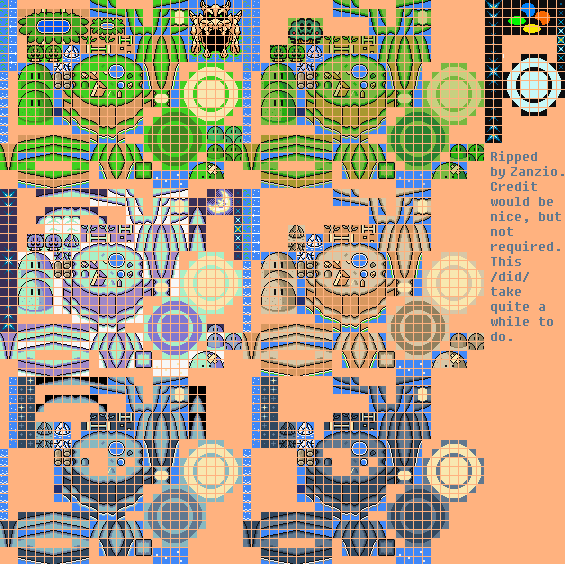 Ripped
by Zanzio.
Credit
would be
nice, but
not
required.
This
/did/
take
quite a
while to
do.